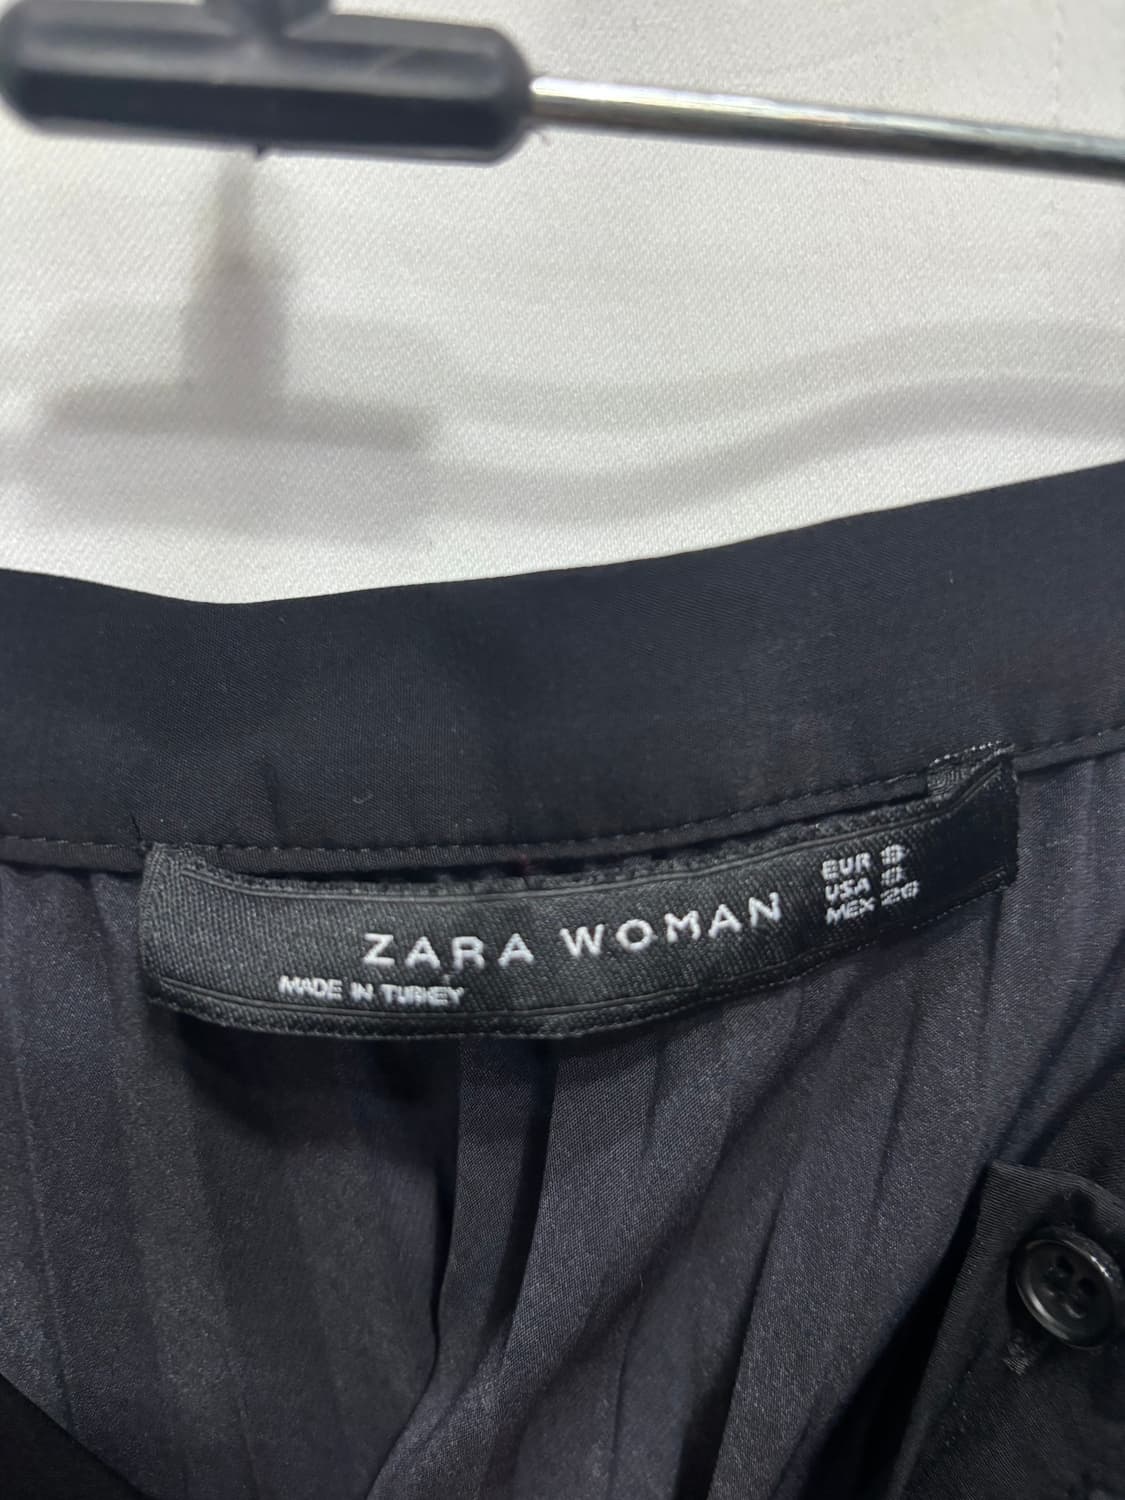 ZARA WOMAN
MADE IN TURKEY
EUR S
USA S
MEX 26